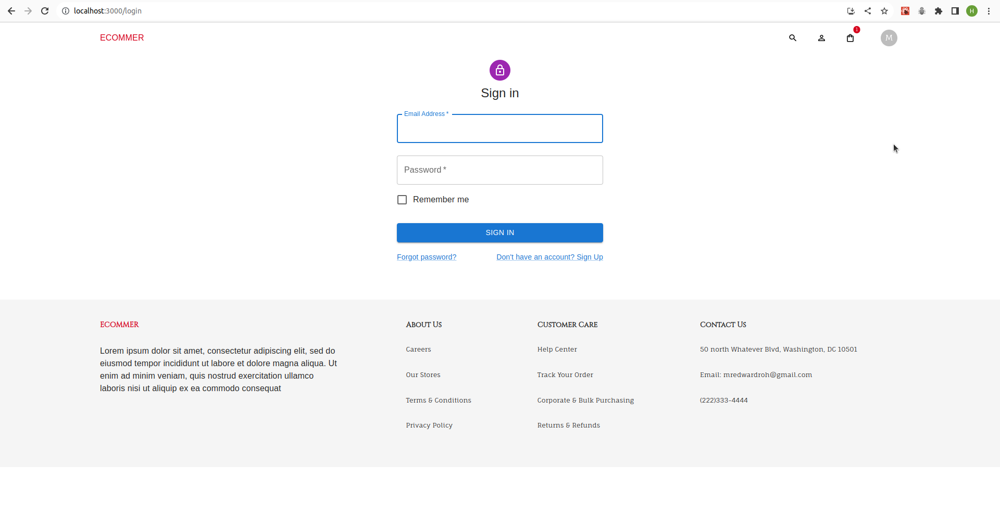 localhost:3000/login
H
ECOMMER
1
M
Sign in
Email Address *
Password *
Remember me
SIGN IN
Forgot password?
Don't have an account? Sign Up
ECOMMER
Lorem ipsum dolor sit amet, consectetur adipiscing elit, sed do
eiusmod tempor incididunt ut labore et dolore magna aliqua. Ut
enim ad minim veniam, quis nostrud exercitation ullamco
laboris nisi ut aliquip ex ea commodo consequat
About Us
Careers
Our Stores
Terms & Conditions
Privacy Policy
Customer Care
Help Center
Track Your Order
Corporate & Bulk Purchasing
Returns & Refunds
Contact Us
50 north Whatever Blvd, Washington, DC 10501
Email: mredwardroh@gmail.com
(222)333-4444